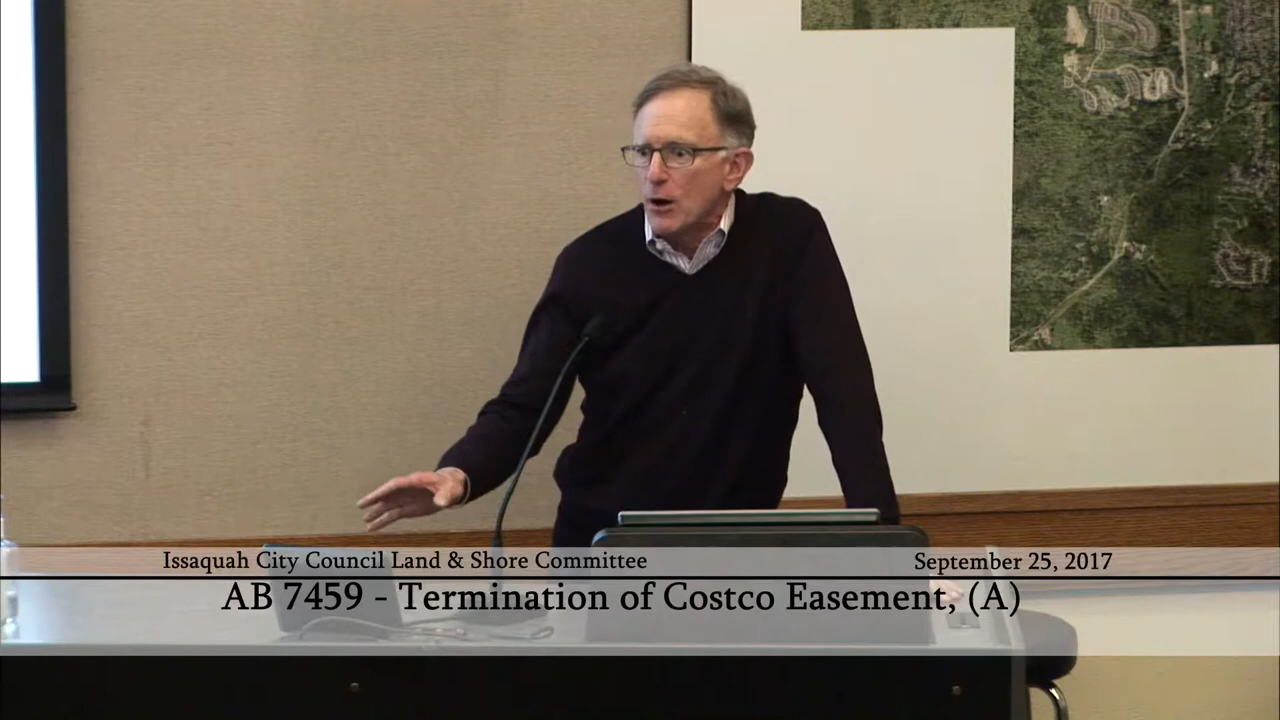 Issaquah City Council Land & Shore Committee
September 25, 2017
AB 7459 - Termination of Costco Easement, (A)